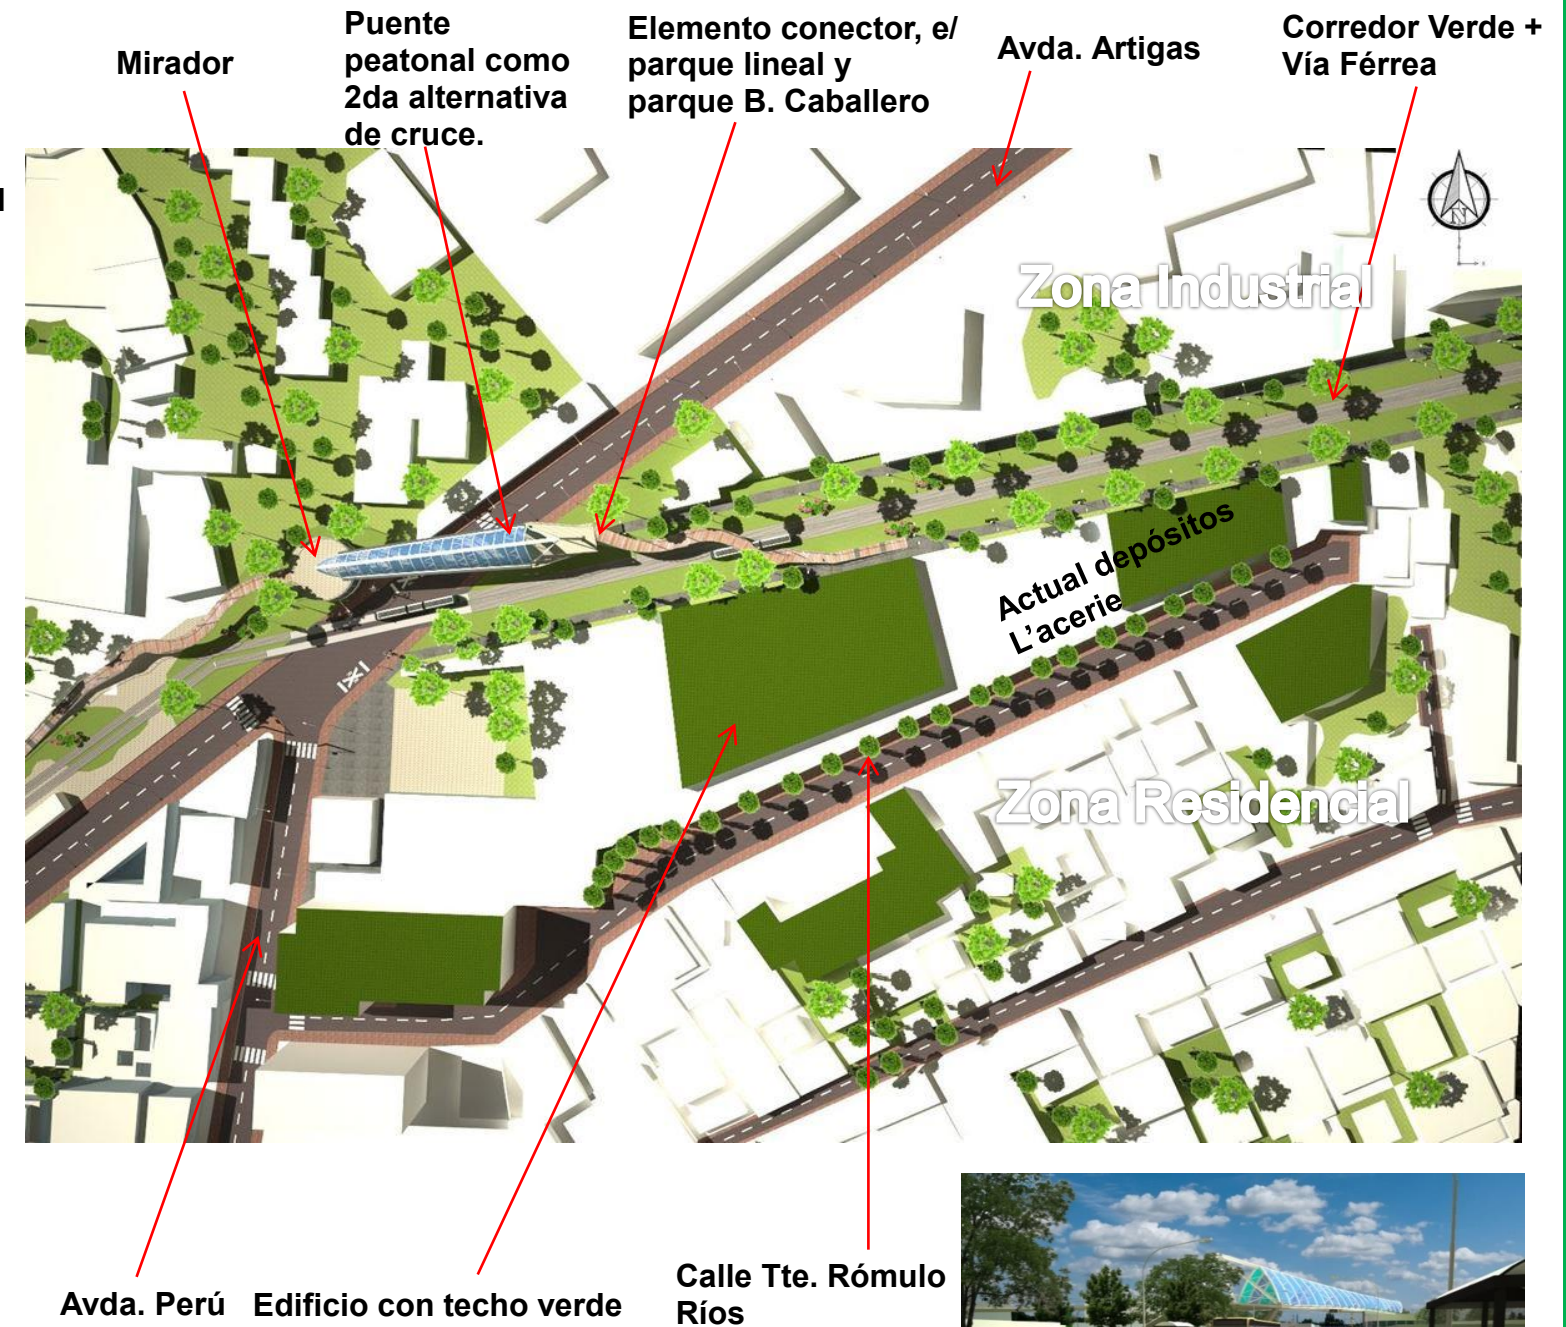 Mirador
Puente
peatonal como
2da alternativa
de cruce.
Elemento conector, e/
parque lineal y
parque B. Caballero
Avda. Artigas
Corredor Verde +
Vía Férrea
N
Zona Industrial
Actual depósitos
L'acerie
Zona Residencial
Avda. Perú
Edificio con techo verde
Calle Tte. Rómulo
Ríos